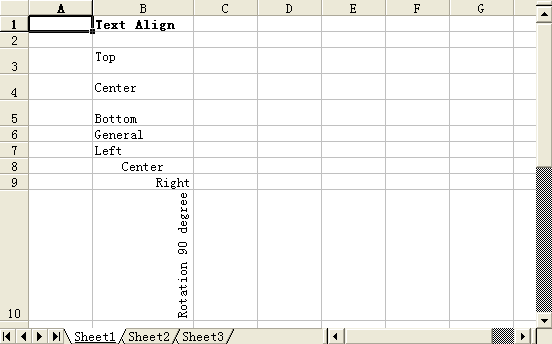 A B C D E F G
1 Text Align
2
3 Top
4 Center
5 Bottom
6 General
7 Left
8 Center
9 Right
10 Rotation 90 degree
Sheet1 Sheet2 Sheet3